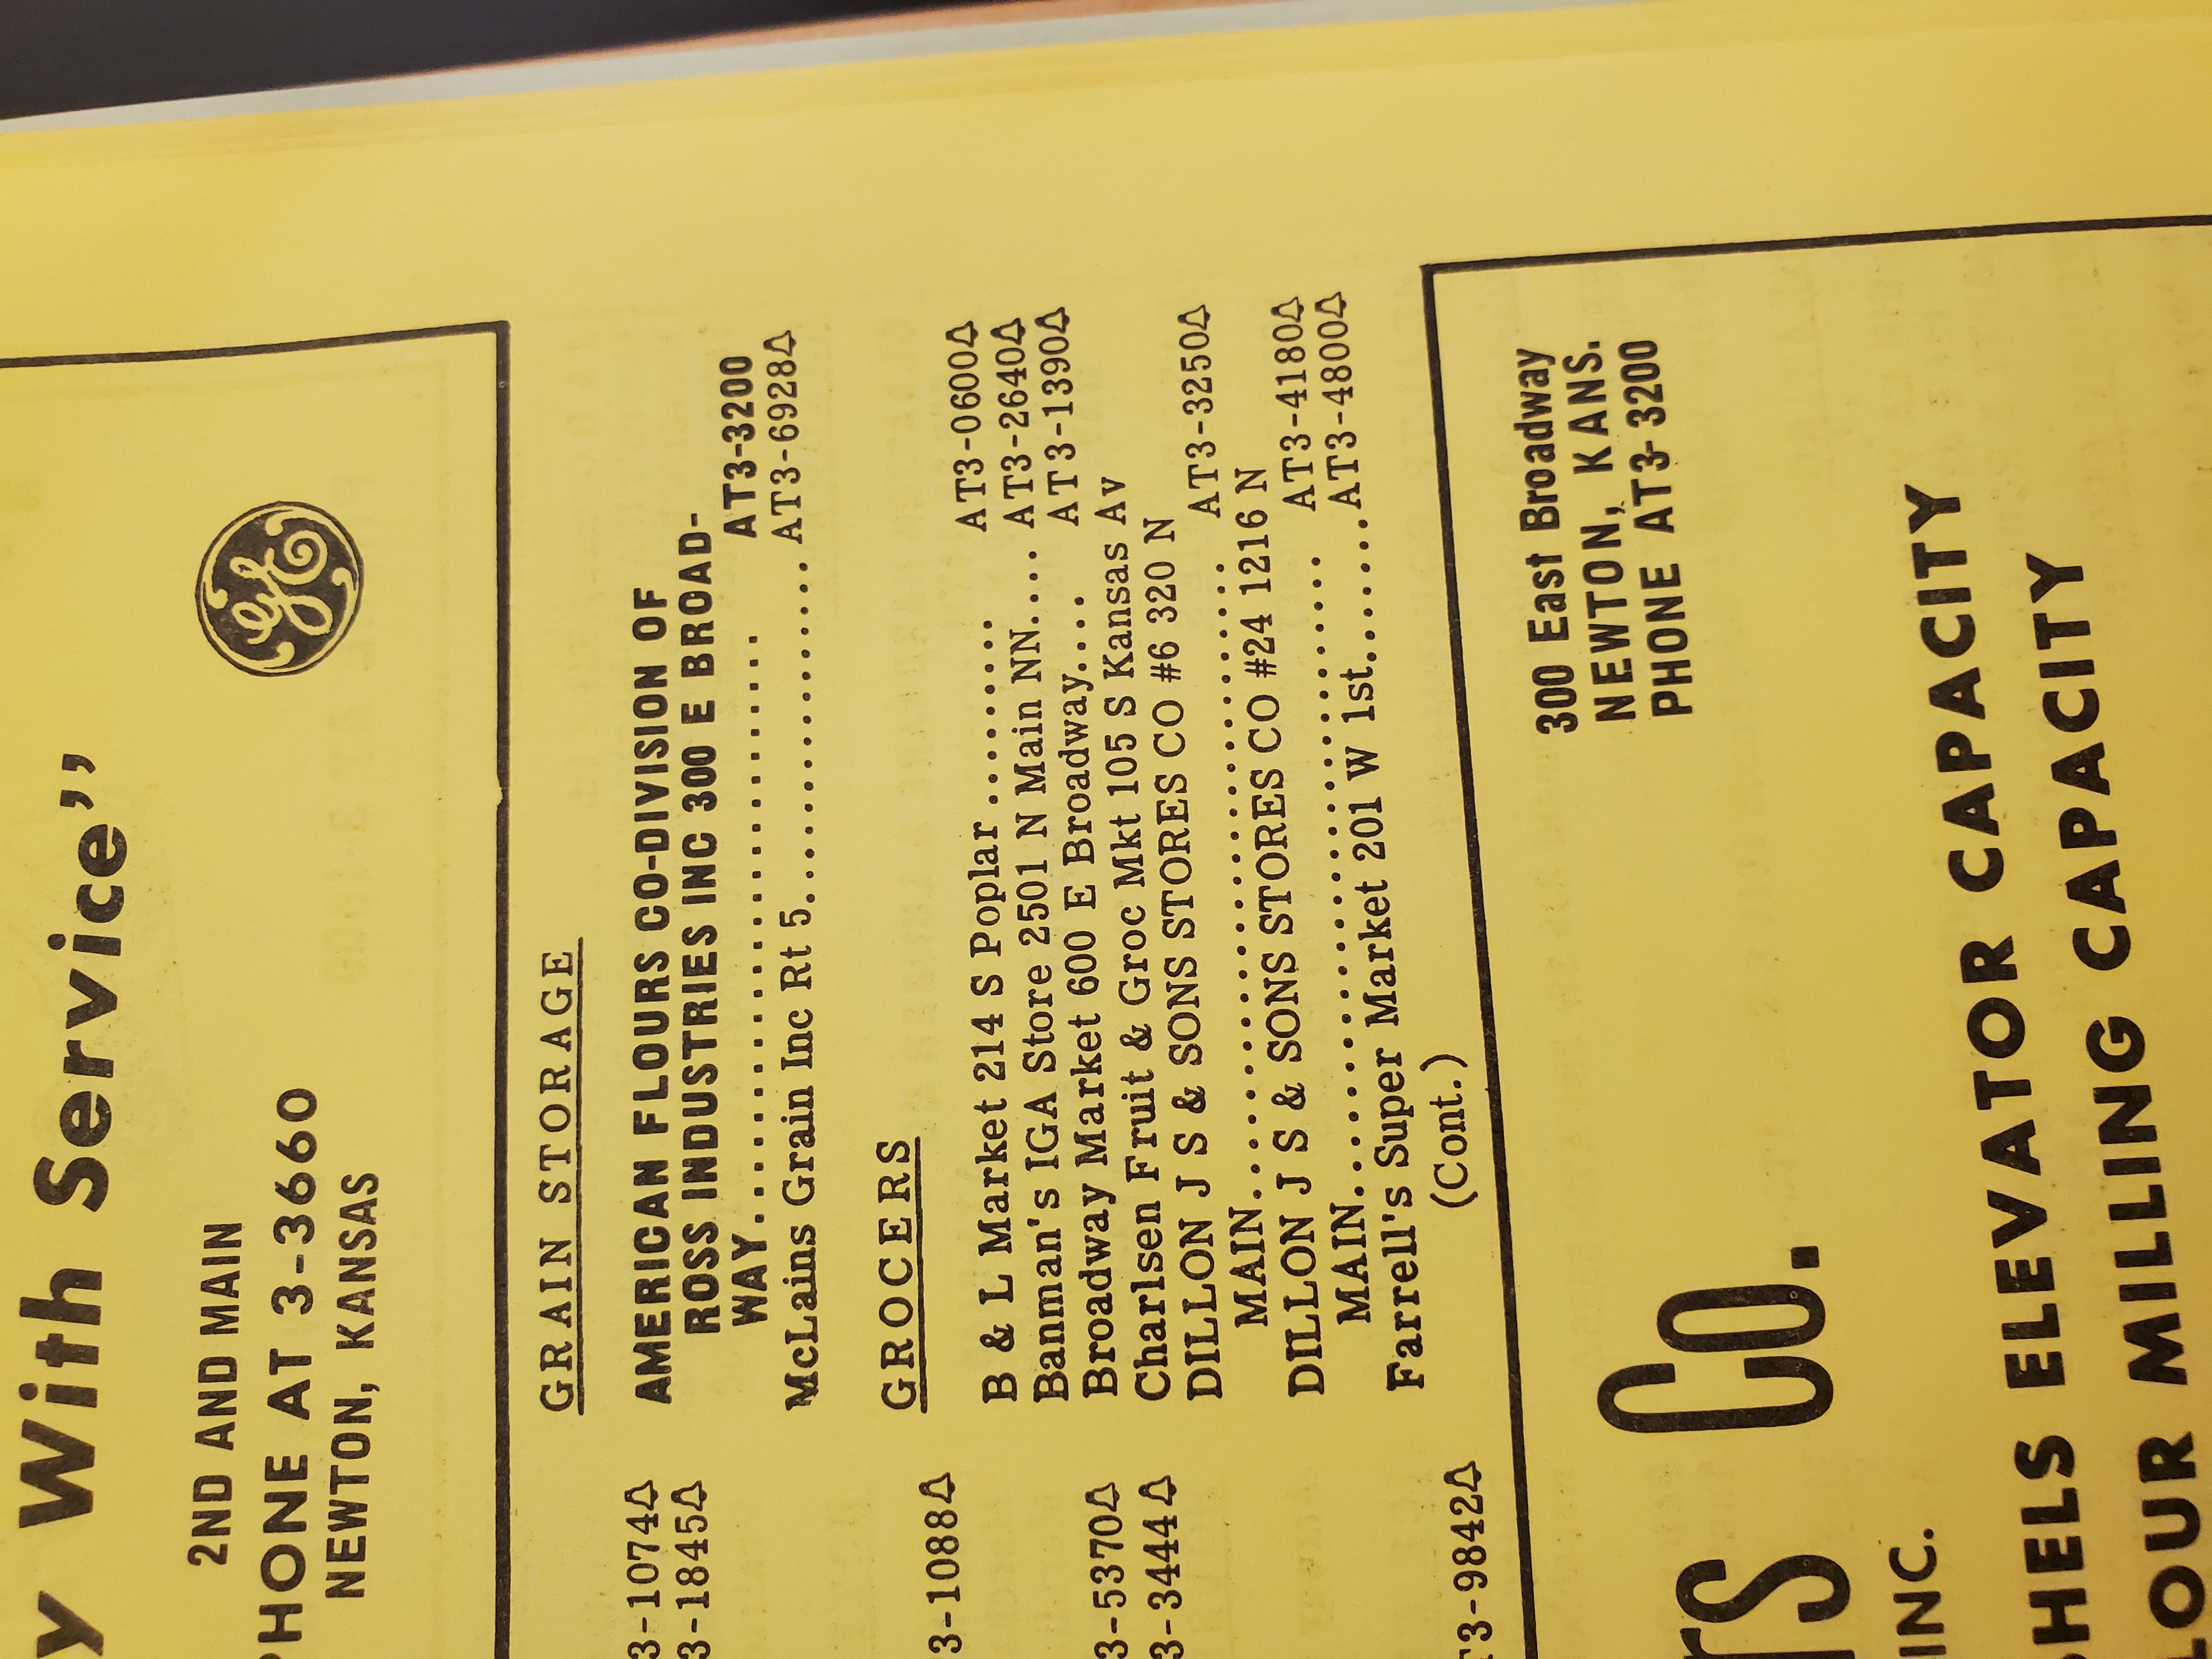 y With Service"
2ND AND MAIN
PHONE AT 3-3660
NEWTON, KANSAS
GE
3-1074
3-1845
3-1088
3-5370
3-3444
T3-9842
GRAIN STORAGE
AMERICAN FLOURS CO-DIVISION OF
ROSS INDUSTRIES INC 300 E BROAD-
WAY.............................. AT3-3200
McLains Grain Inc Rt 5................. AT3-6928
GROCERS
B & L Market 214 S Poplar......... AT3-0600
Banman's IGA Store 2501 N Main NN.... AT3-2640
Broadway Market 600 E Broadway.... AT3-1390
Charlsen Fruit & Groc Mkt 105 S Kansas Av
DILLON J S & SONS STORES CO #6 320 N
MAIN.............................. AT3-3250
DILLON J S & SONS STORES CO #24 1216 N
MAIN.............................. AT3-4180
Farrell's Super Market 201 W 1st.......AT3-4800
(Cont.)
300 East Broadway
NEWTON, KANS.
PHONE AT3-3200
RS CO.
INC.
SHELS ELEVATOR CAPACITY
LOUR MILLING CAPACITY